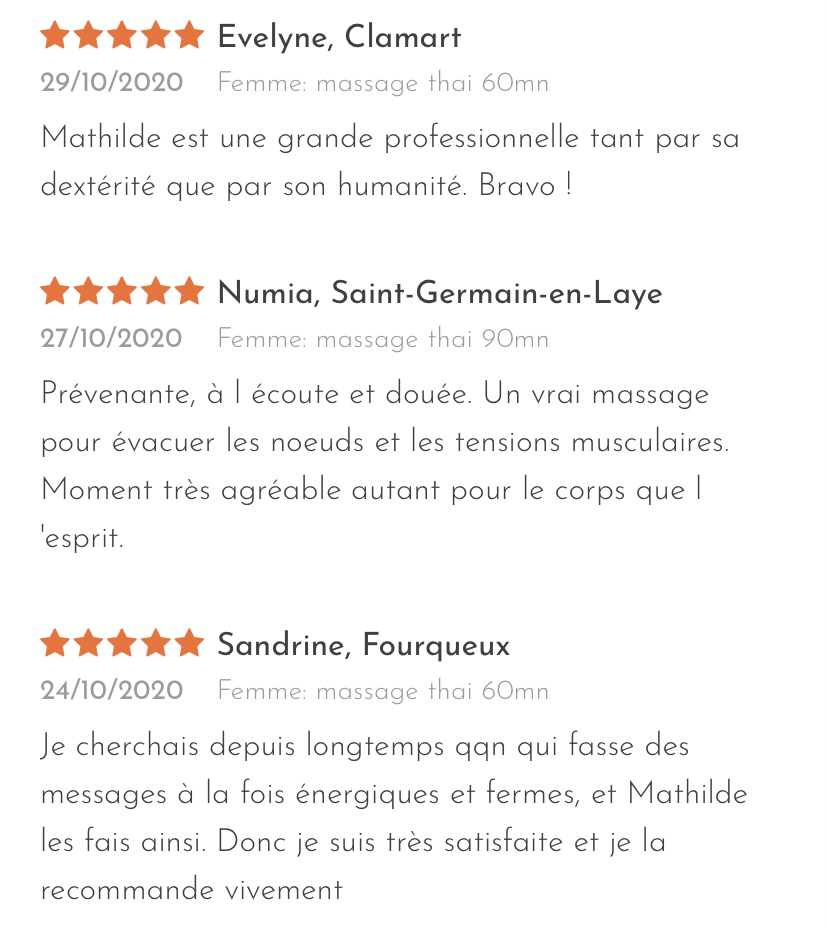 Evelyne, Clamart
29/10/2020 Femme: massage thai 60mn
Mathilde est une grande professionnelle tant par sa
dextérité que par son humanité. Bravo !
Numia, Saint-Germain-en-Laye
27/10/2020 Femme: massage thai 90mn
Prévenante, à l écoute et douée. Un vrai massage
pour évacuer les noeuds et les tensions musculaires.
Moment très agréable autant pour le corps que l
'esprit.
Sandrine, Fourqueux
24/10/2020 Femme: massage thai 60mn
Je cherchais depuis longtemps qqn qui fasse des
messages à la fois énergiques et fermes, et Mathilde
les fais ainsi. Donc je suis très satisfaite et je la
recommande vivement